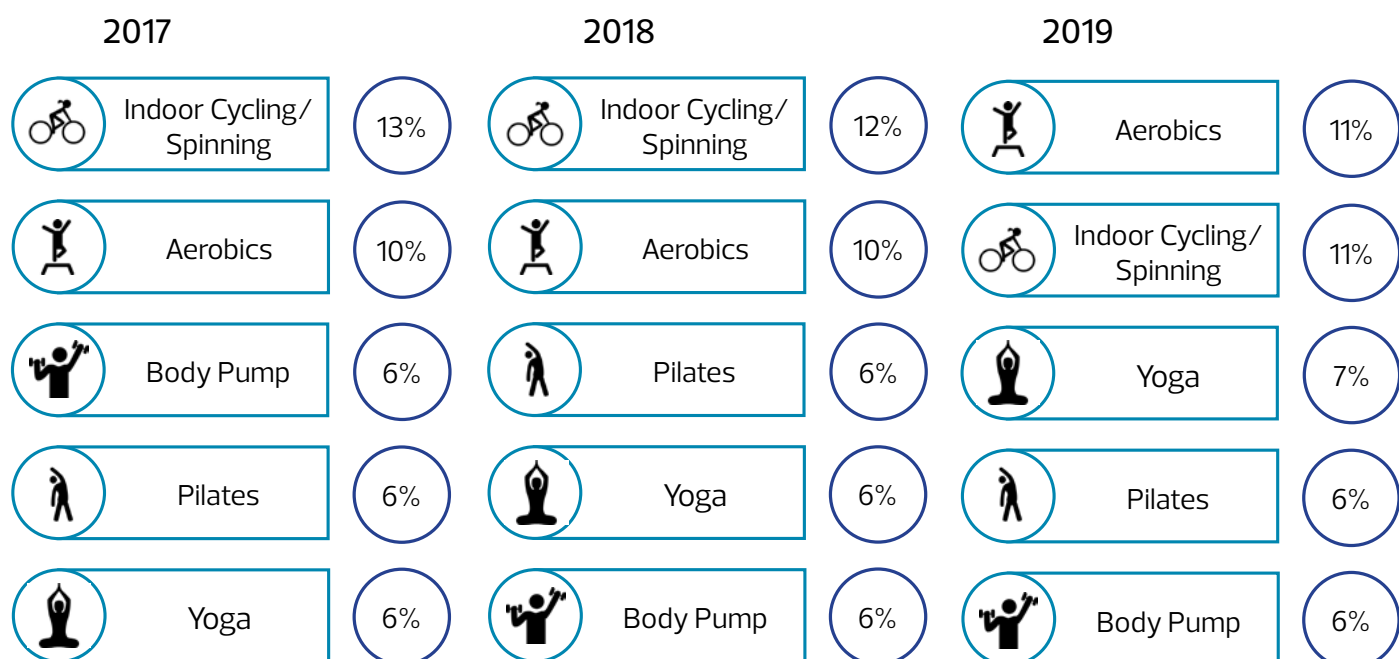 2017
2018
2019
Indoor Cycling/
Spinning
13%
Indoor Cycling/
Spinning
12%
Aerobics
11%
Aerobics
10%
Aerobics
10%
Indoor Cycling/
Spinning
11%
Body Pump
6%
Pilates
6%
Yoga
7%
Pilates
6%
Yoga
6%
Pilates
6%
Yoga
6%
Body Pump
6%
Body Pump
6%